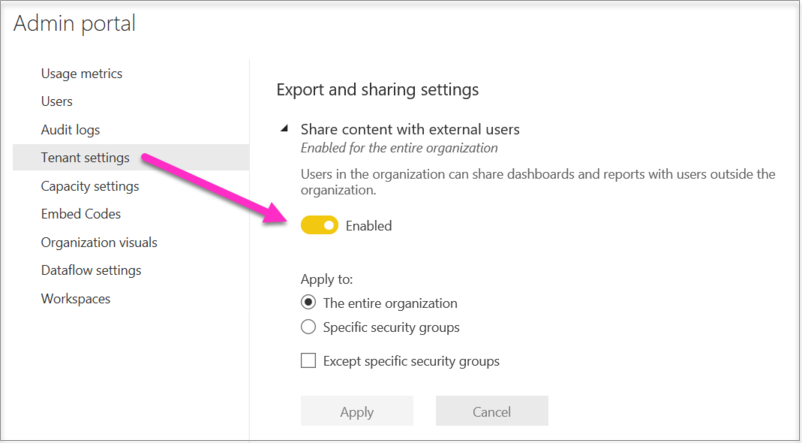 Admin portal
Usage metrics
Users
Audit logs
Tenant settings
Capacity settings
Embed Codes
Organization visuals
Dataflow settings
Workspaces
Export and sharing settings
Share content with external users
Enabled for the entire organization
Users in the organization can share dashboards and reports with users outside the
organization.
Enabled
Apply to:
The entire organization
Specific security groups
Except specific security groups
Apply
Cancel